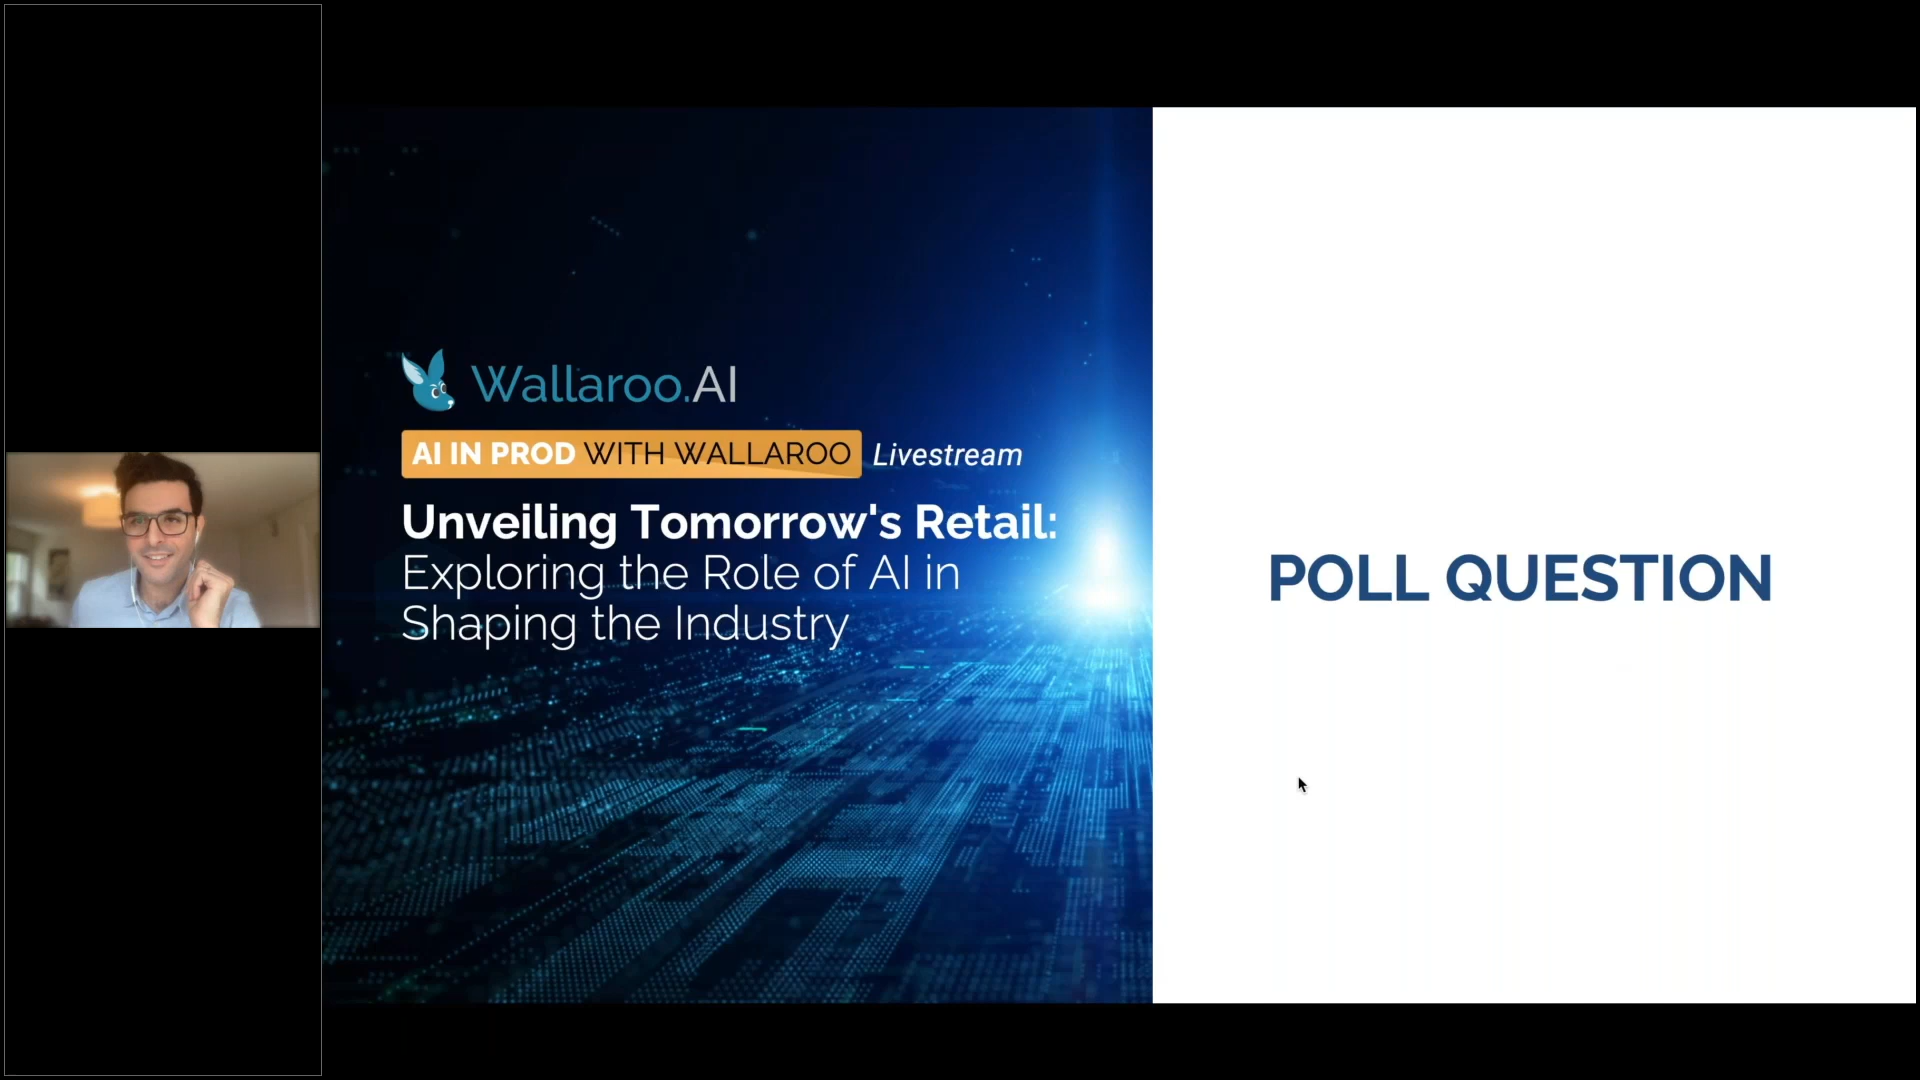 Wallaroo.AI
AI IN PROD WITH WALLAROO Livestream
Unveiling Tomorrow's Retail:
Exploring the Role of AI in
Shaping the Industry
POLL QUESTION